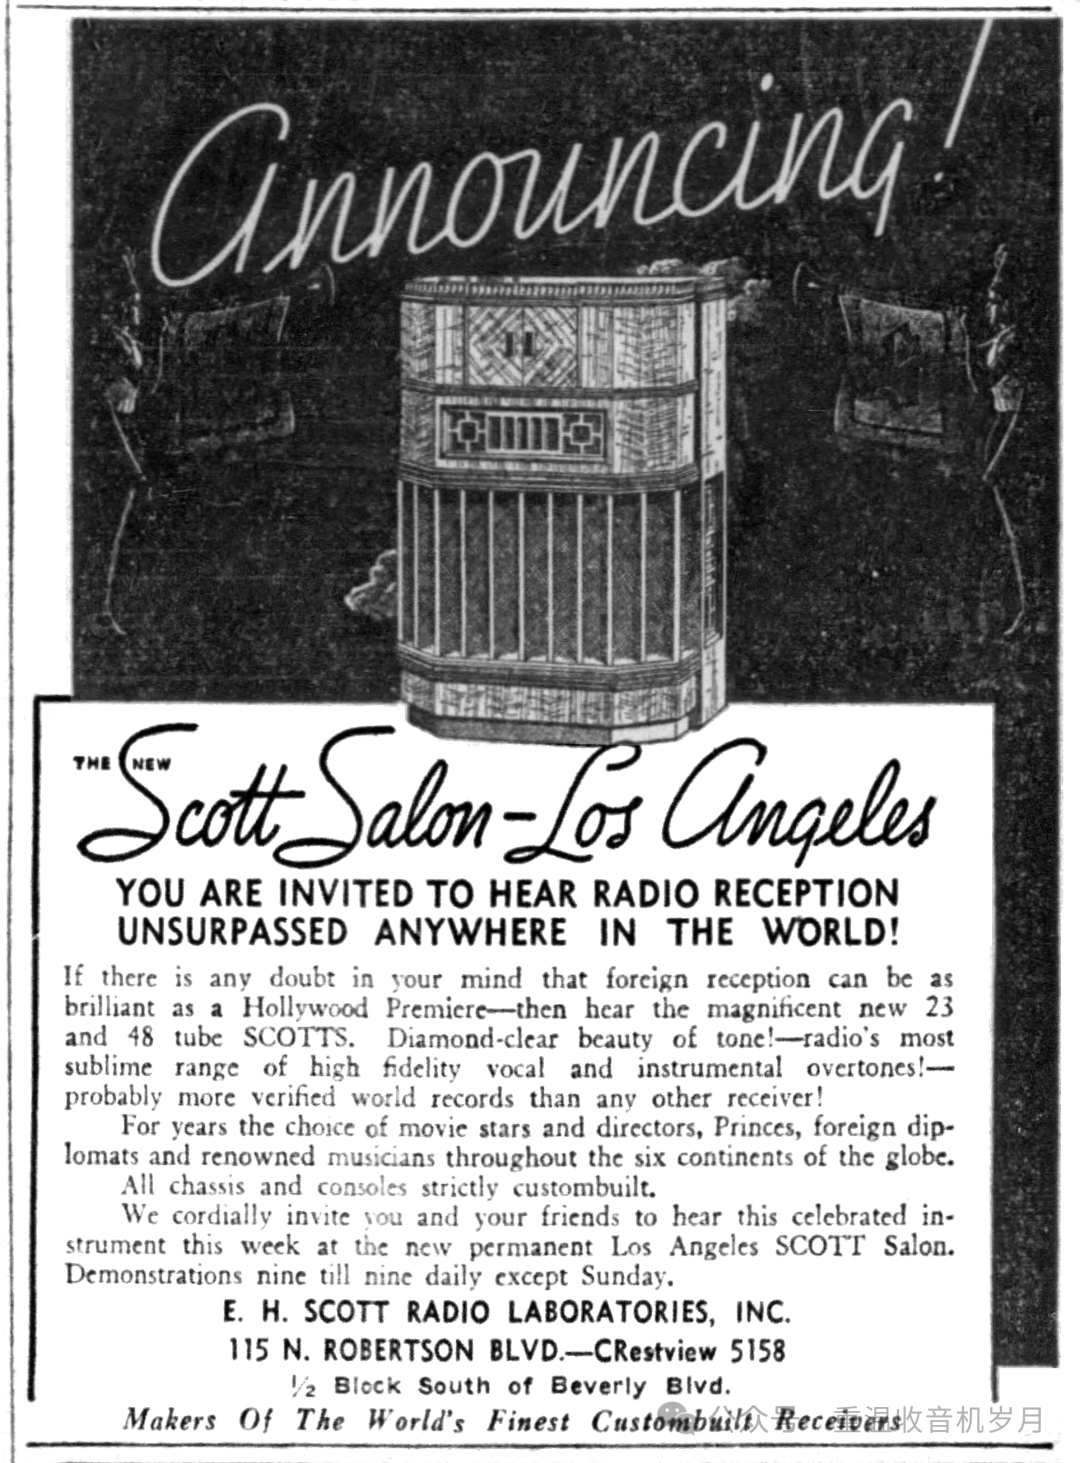 Announcing!
THE NEW
Scott Salon-Los Angeles
YOU ARE INVITED TO HEAR RADIO RECEPTION
UNSURPASSED ANYWHERE IN THE WORLD!
If there is any doubt in your mind that foreign reception can be as
brilliant as a Hollywood Premiere—then hear the magnificent new 23
and 48 tube SCOTTS. Diamond-clear beauty of tone!—radio's most
sublime range of high fidelity vocal and instrumental overtones!—
probably more verified world records than any other receiver!
For years the choice of movie stars and directors, Princes, foreign dip-
lomats and renowned musicians throughout the six continents of the globe.
All chassis and consoles strictly custombuilt.
We cordially invite you and your friends to hear this celebrated in-
strument this week at the new permanent Los Angeles SCOTT Salon.
Demonstrations nine till nine daily except Sunday.
E. H. SCOTT RADIO LABORATORIES, INC.
115 N. ROBERTSON BLVD.—CRestview 5158
½ Block South of Beverly Blvd.
Makers Of The World's Finest Custombuilt Receivers
公众号 · 重温收音机岁月